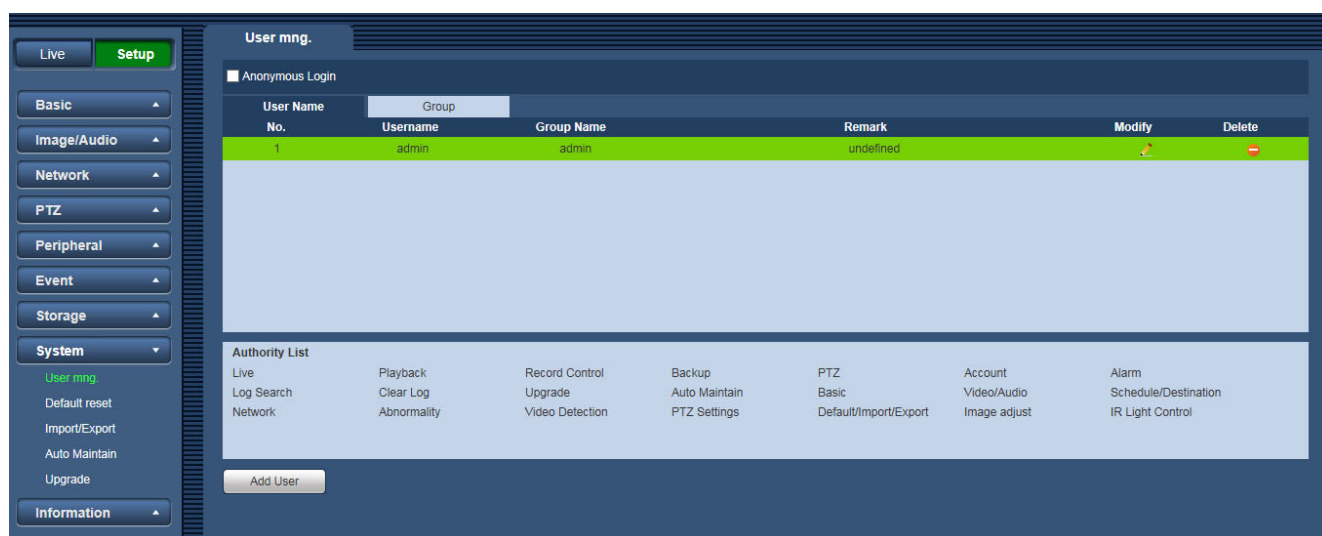 User mng.
Live Setup
Anonymous Login
Basic
User Name Group
No. Username Group Name Remark Modify Delete
1 admin admin undefined
Image/Audio
Network
PTZ
Peripheral
Event
Storage
System
User mng.
Default reset
Import/Export
Auto Maintain
Upgrade
Information
Authority List
Live Playback Record Control Backup PTZ Account Alarm
Log Search Clear Log Upgrade Auto Maintain Basic Video/Audio Schedule/Destination
Network Abnormality Video Detection PTZ Settings Default/Import/Export Image adjust IR Light Control
Add User